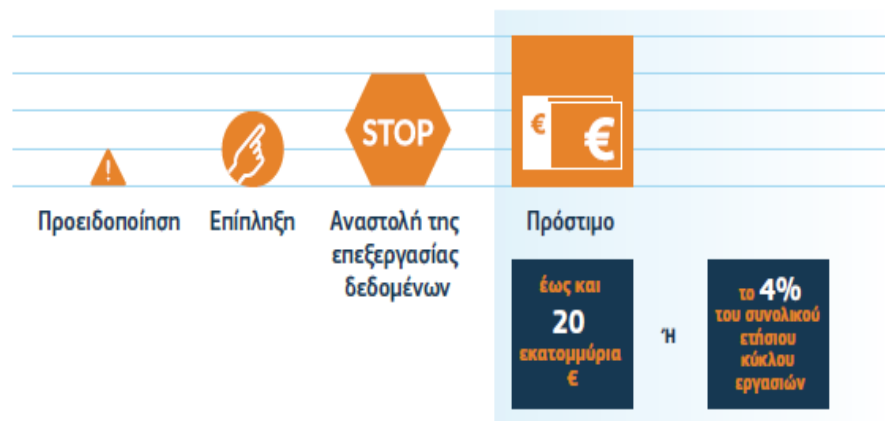 !
STOP
€ €
Προειδοποίηση
Επίπληξη
Αναστολή της
επεξεργασίας
δεδομένων
Πρόστιμο
έως και
20
εκατομμύρια
€
Ή
το 4%
του συνολικού
ετήσιου
κύκλου
εργασιών